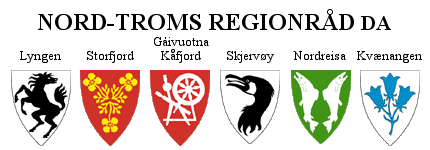 NORD-TROMS REGIONRÅD DA
Gáivuotna
Lyngen Storfjord Kåfjord Skjervøy Nordreisa Kvænangen